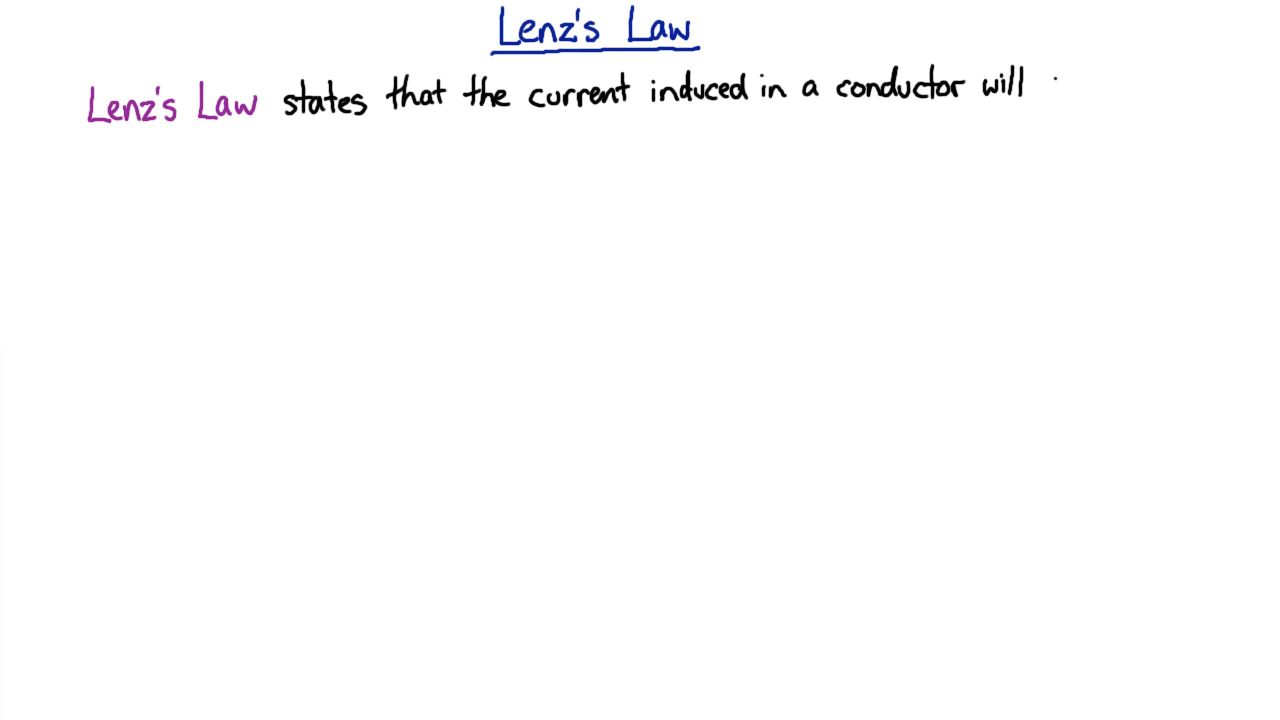 Lenz's Law
Lenz's Law states that the current induced in a conductor will